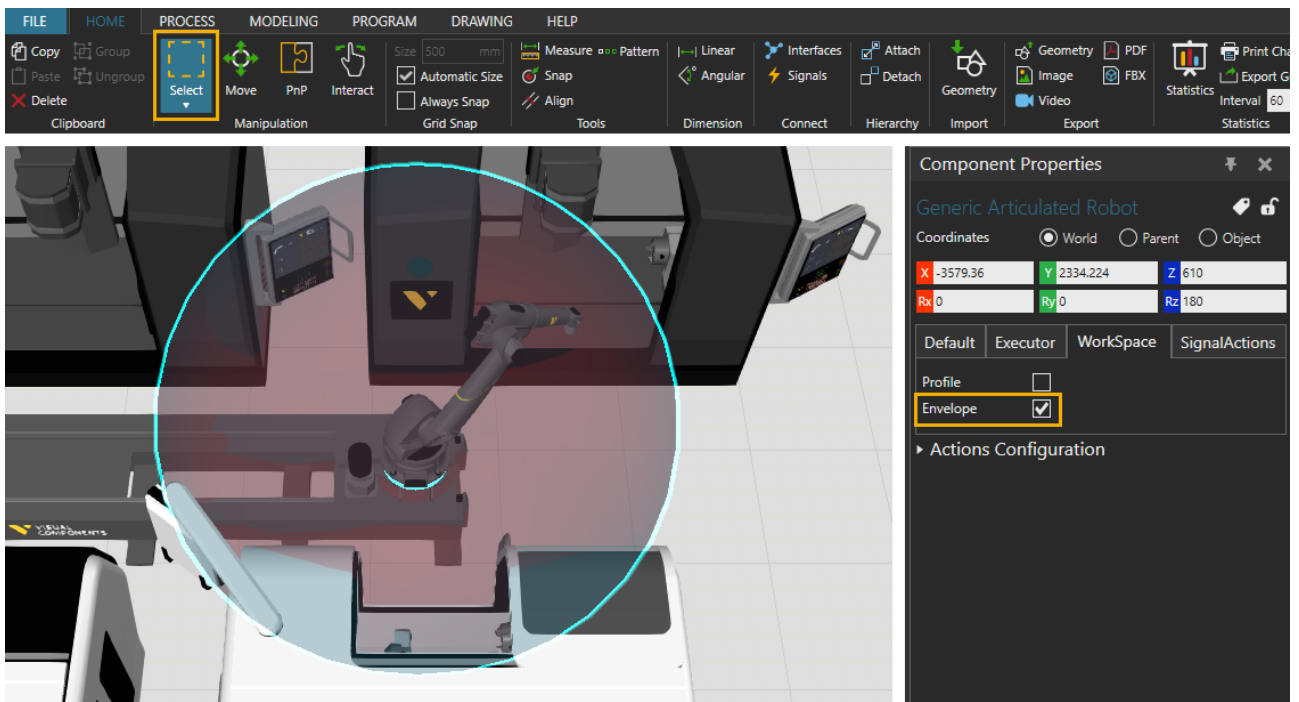 FILE HOME PROCESS MODELING PROGRAM DRAWING HELP
Copy Group Size 500 mm Measure Pattern Linear Interfaces Attach Geometry PDF Print Cha
Paste Ungroup Select Move PnP Interact Automatic Size Snap Angular Signals Detach Geometry Image FBX Statistics Export G
Delete Always Snap Align Video Interval 60
Clipboard Manipulation Grid Snap Tools Dimension Connect Hierarchy Import Export Statistics
Component Properties
Generic Articulated Robot
Coordinates World Parent Object
X -3579.36 Y 2334.224 Z 610
Rx 0 Ry 0 Rz 180
Default Executor WorkSpace SignalActions
Profile
Envelope
Actions Configuration
VISUAL
COMPONENTS